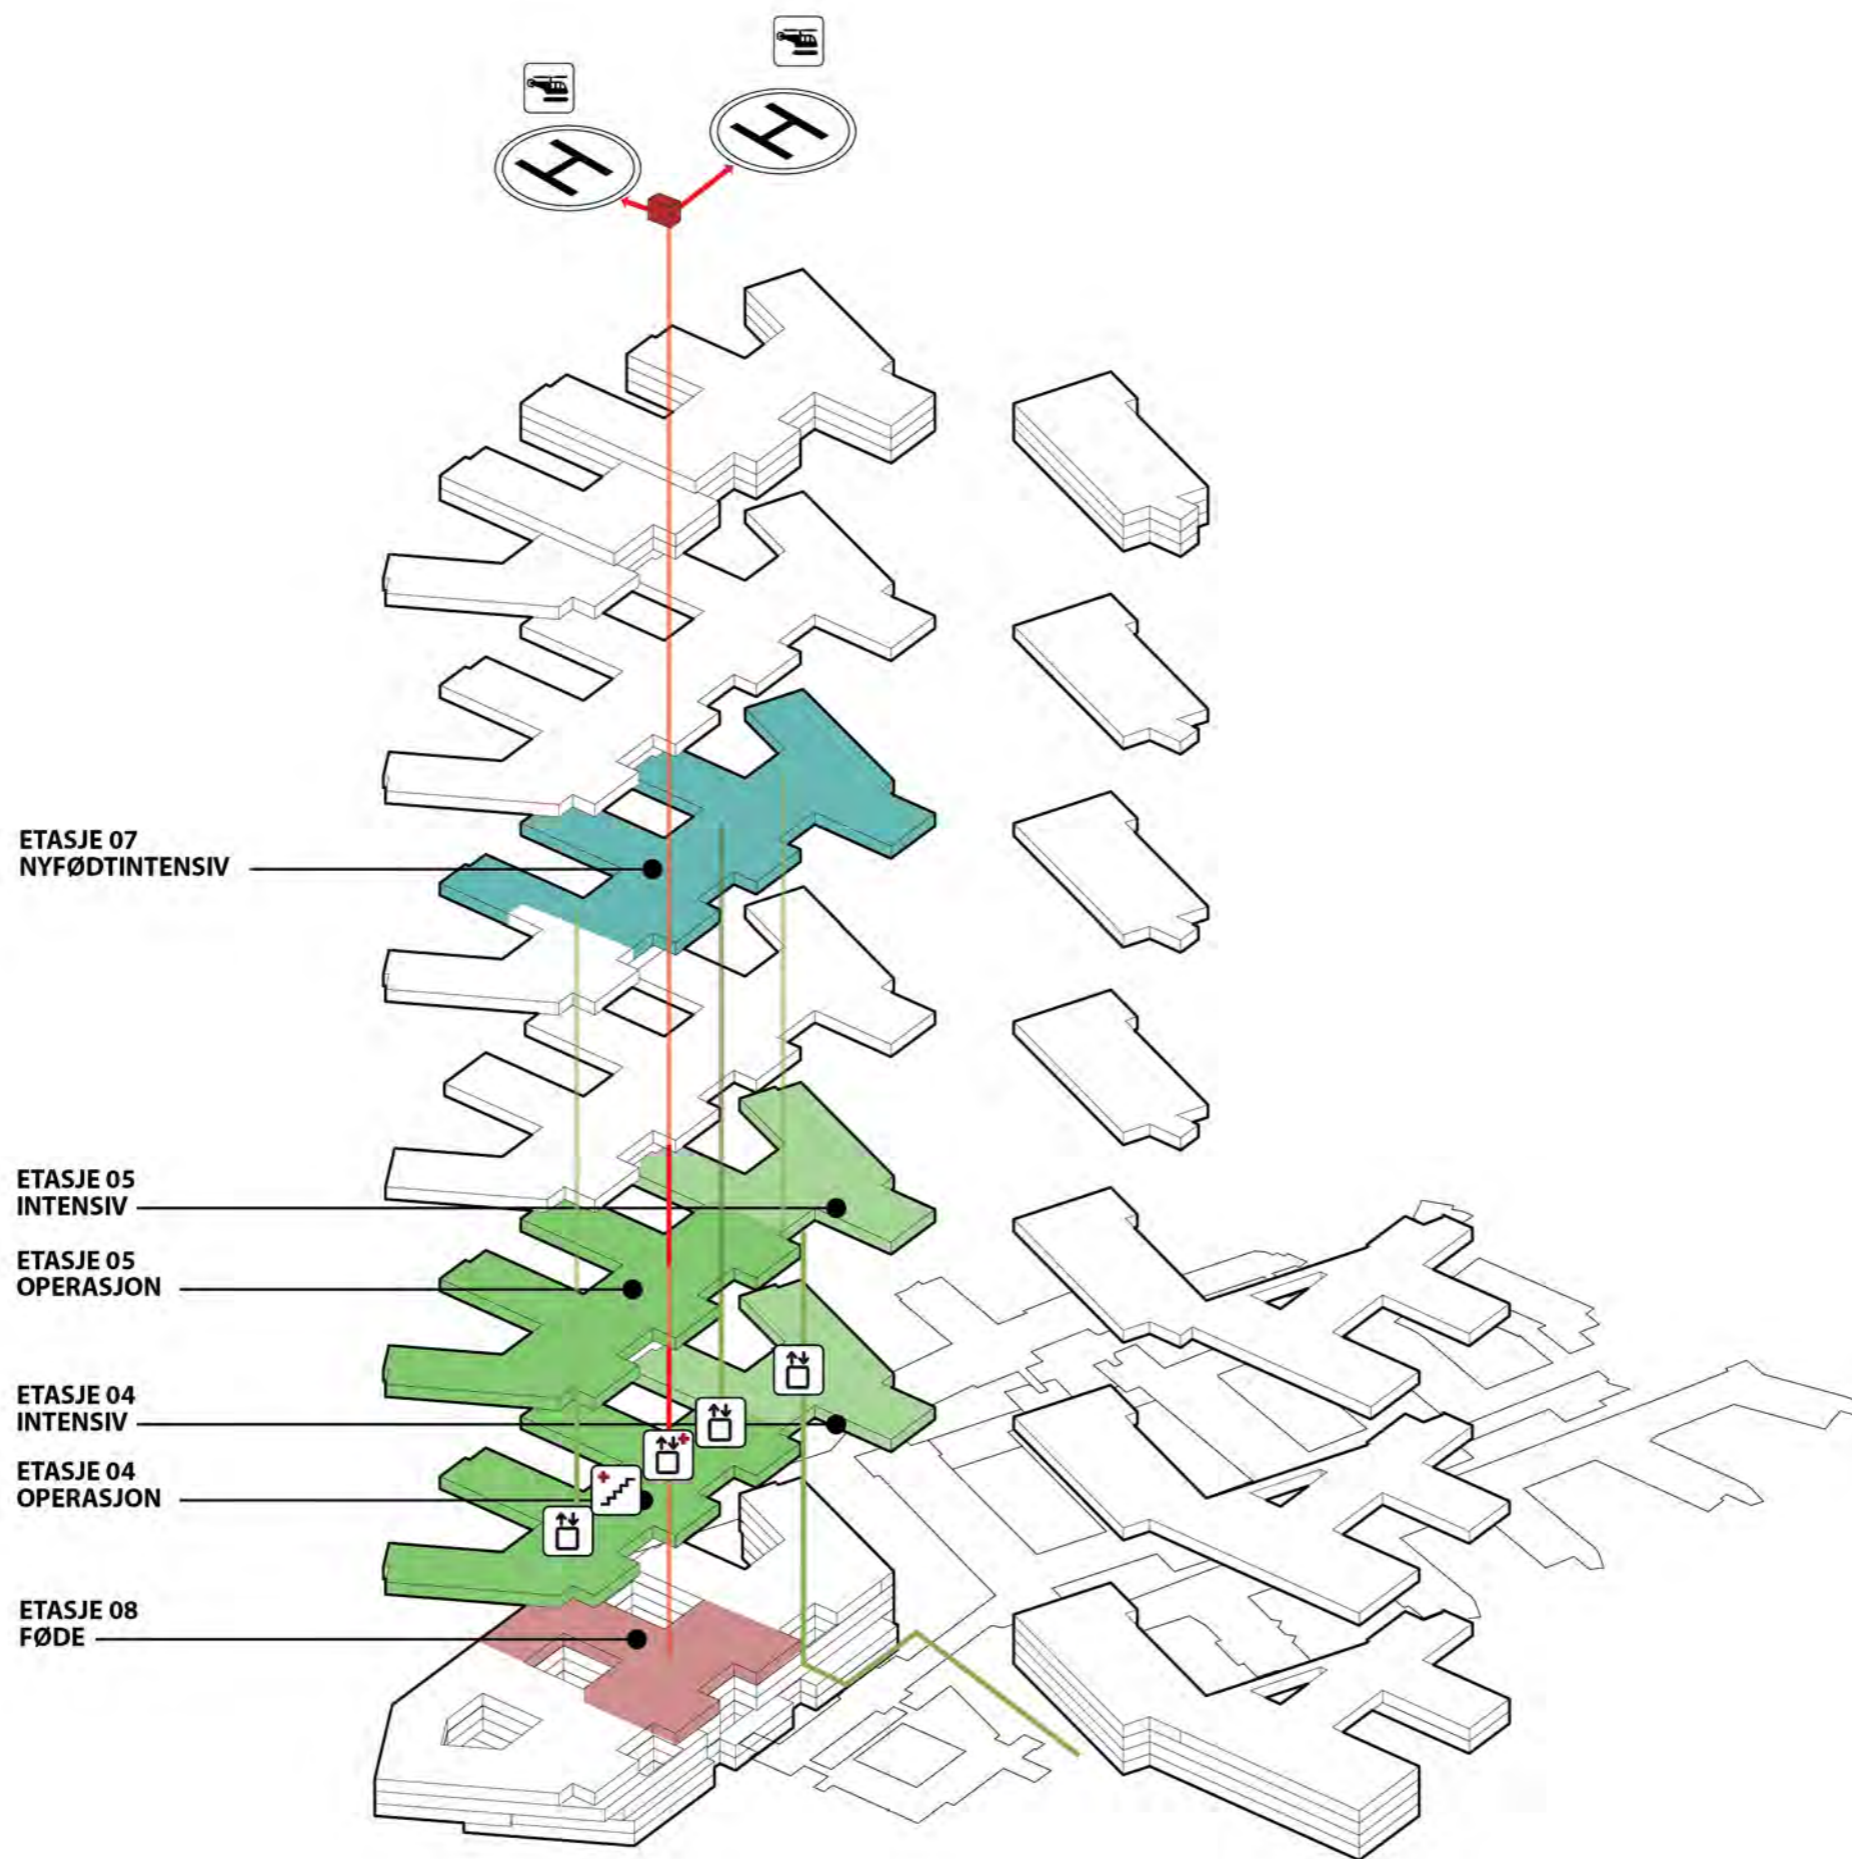 H
H
ETASJE 07
NYFØDTINTENSIV
ETASJE 05
INTENSIV
ETASJE 05
OPERASJON
ETASJE 04
INTENSIV
ETASJE 04
OPERASJON
ETASJE 08
FØDE